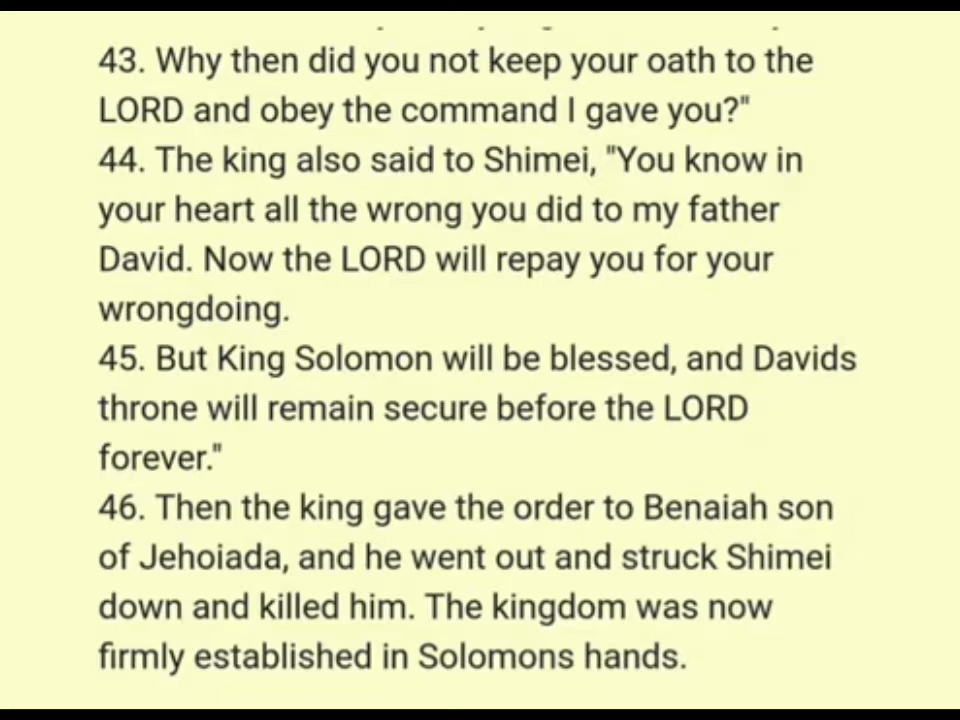 43. Why then did you not keep your oath to the
LORD and obey the command I gave you?"
44. The king also said to Shimei, "You know in
your heart all the wrong you did to my father
David. Now the LORD will repay you for your
wrongdoing.
45. But King Solomon will be blessed, and Davids
throne will remain secure before the LORD
forever."
46. Then the king gave the order to Benaiah son
of Jehoiada, and he went out and struck Shimei
down and killed him. The kingdom was now
firmly established in Solomons hands.